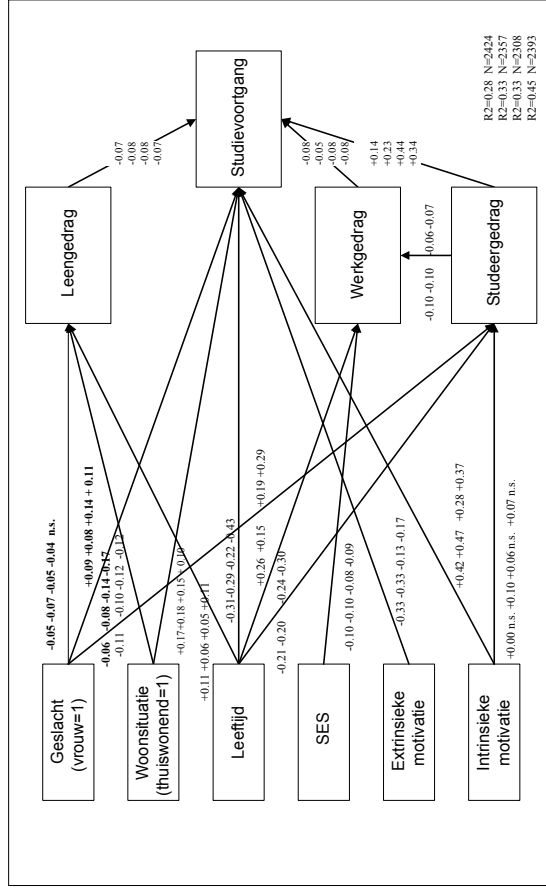 Geslacht
(vrouw=1)
Woonsituatie
(thuiswonend=1)
Leeftijd
SES
Extrinsieke
motivatie
Intrinsieke
motivatie
-0.05 -0.07 -0.05 -0.04 n.s.
+0.09 +0.08 +0.14 + 0.11
-0.06 -0.08 -0.14 -0.17
-0.11 -0.10 -0.12 -0.12
+0.17+0.18 +0.15 + 0.10
+0.11 +0.06 +0.05 +0.11
-0.31-0.29 -0.22 -0.43
+0.26 +0.15 +0.19 +0.29
-0.21 -0.20 -0.24 -0.30
-0.10 -0.10 -0.08 -0.09
-0.33 -0.33 -0.13 -0.17
+0.42 +0.47 +0.28 +0.37
+0.00 n.s. +0.10 +0.06 n.s. +0.07 n.s.
Leengedrag
Werkgedrag
-0.10 -0.10 -0.06 -0.07
Studeergedrag
-0.07
-0.08
-0.08
-0.07
Studievoortgang
-0.08
-0.05
-0.08
-0.08
+0.14
+0.23
+0.44
+0.34
R2=0.28 N=2424
R2=0.33 N=2357
R2=0.33 N=2308
R2=0.45 N=2393